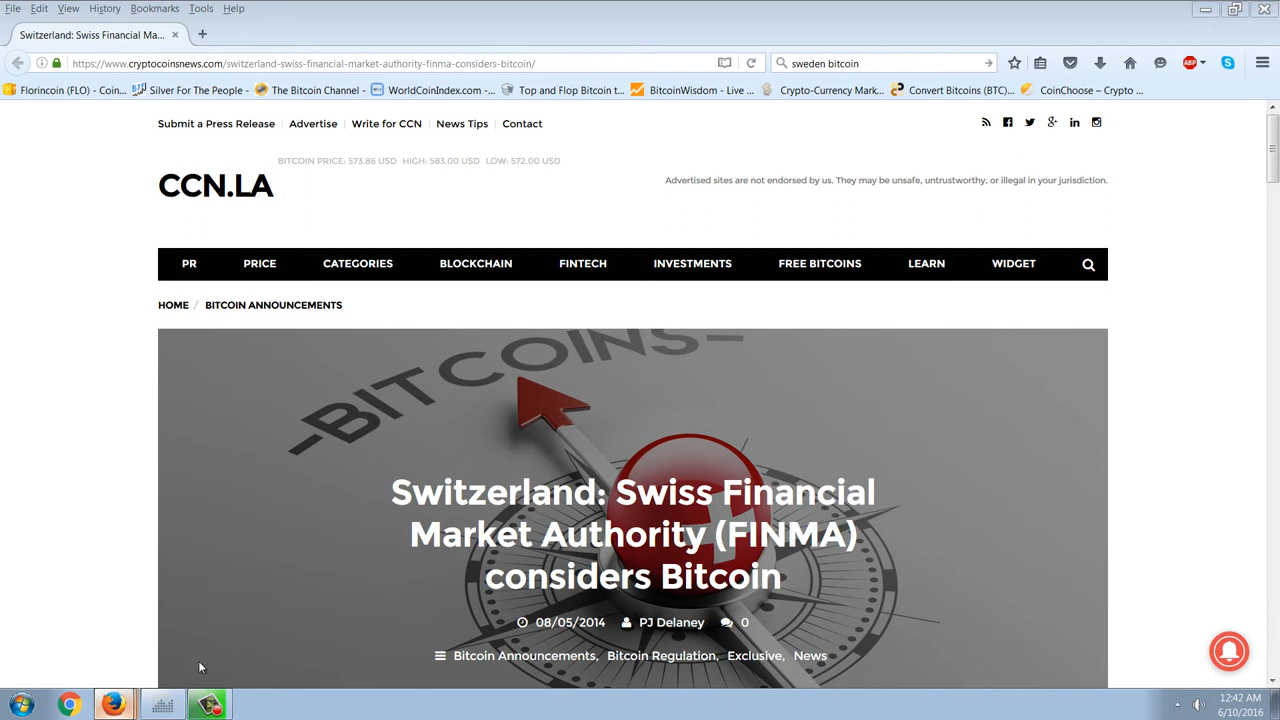 File Edit View History Bookmarks Tools Help
Switzerland: Swiss Financial Ma...
https://www.cryptocoinsnews.com/switzerland-swiss-financial-market-authority-finma-considers-bitcoin/
sweden bitcoin
ABP
Florincoin (FLO) - Coin... Silver For The People - ... The Bitcoin Channel - ... WorldCoinIndex.com -... Top and Flop Bitcoin t... BitcoinWisdom - Live ... Crypto-Currency Mark... Convert Bitcoins (BTC)... CoinChoose – Crypto ...
Submit a Press Release Advertise Write for CCN News Tips Contact
BITCOIN PRICE: 573.86 USD HIGH: 583.00 USD LOW: 572.00 USD
CCN.LA
Advertised sites are not endorsed by us. They may be unsafe, untrustworthy, or illegal in your jurisdiction.
PR PRICE CATEGORIES BLOCKCHAIN FINTECH INVESTMENTS FREE BITCOINS LEARN WIDGET
HOME / BITCOIN ANNOUNCEMENTS
-BITCOINS-
Switzerland: Swiss Financial
Market Authority (FINMA)
considers Bitcoin
08/05/2014 PJ Delaney 0
Bitcoin Announcements, Bitcoin Regulation, Exclusive, News
12:42 AM
6/10/2016